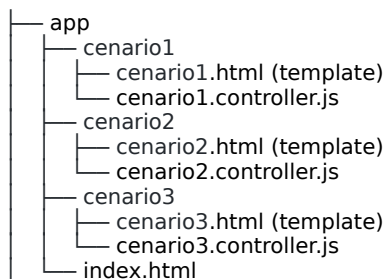 app
cenario1
cenario1.html (template)
cenario1.controller.js
cenario2
cenario2.html (template)
cenario2.controller.js
cenario3
cenario3.html (template)
cenario3.controller.js
index.html